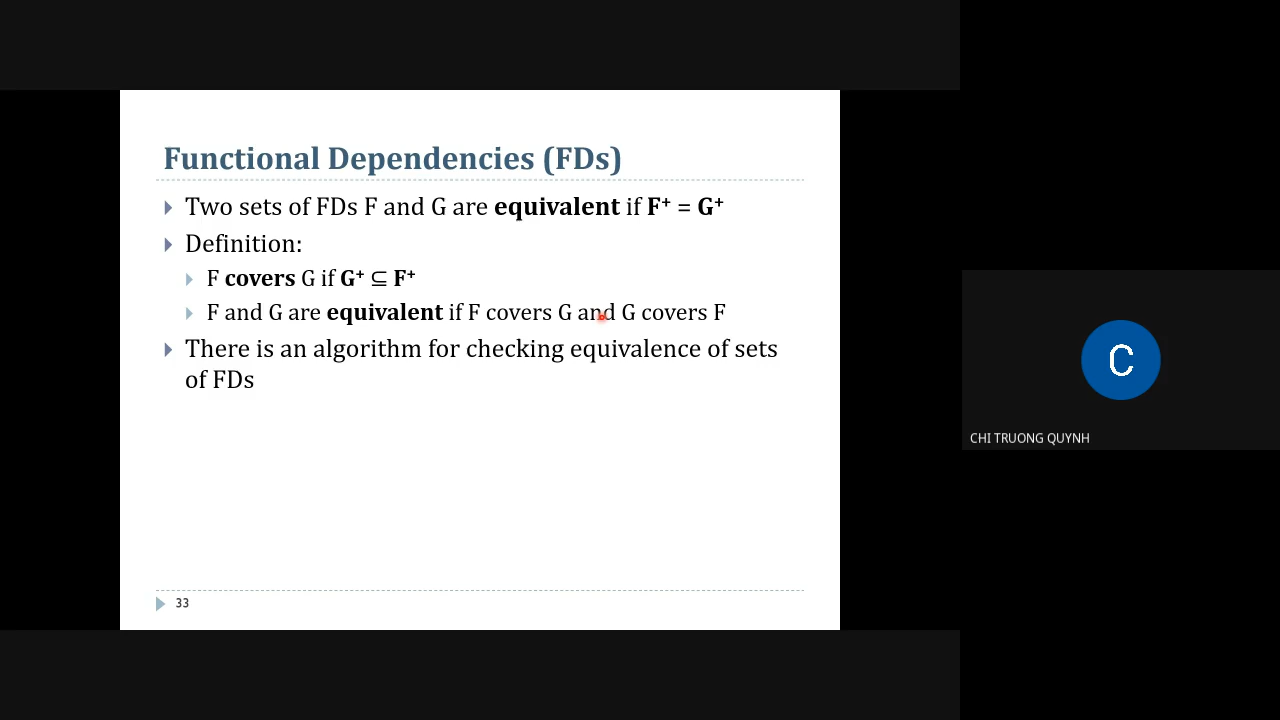 Functional Dependencies (FDs)
Two sets of FDs F and G are equivalent if F⁺ = G⁺
Definition:
F covers G if G⁺ ⊆ F⁺
F and G are equivalent if F covers G and G covers F
There is an algorithm for checking equivalence of sets
of FDs
33
C
CHI TRUONG QUYNH